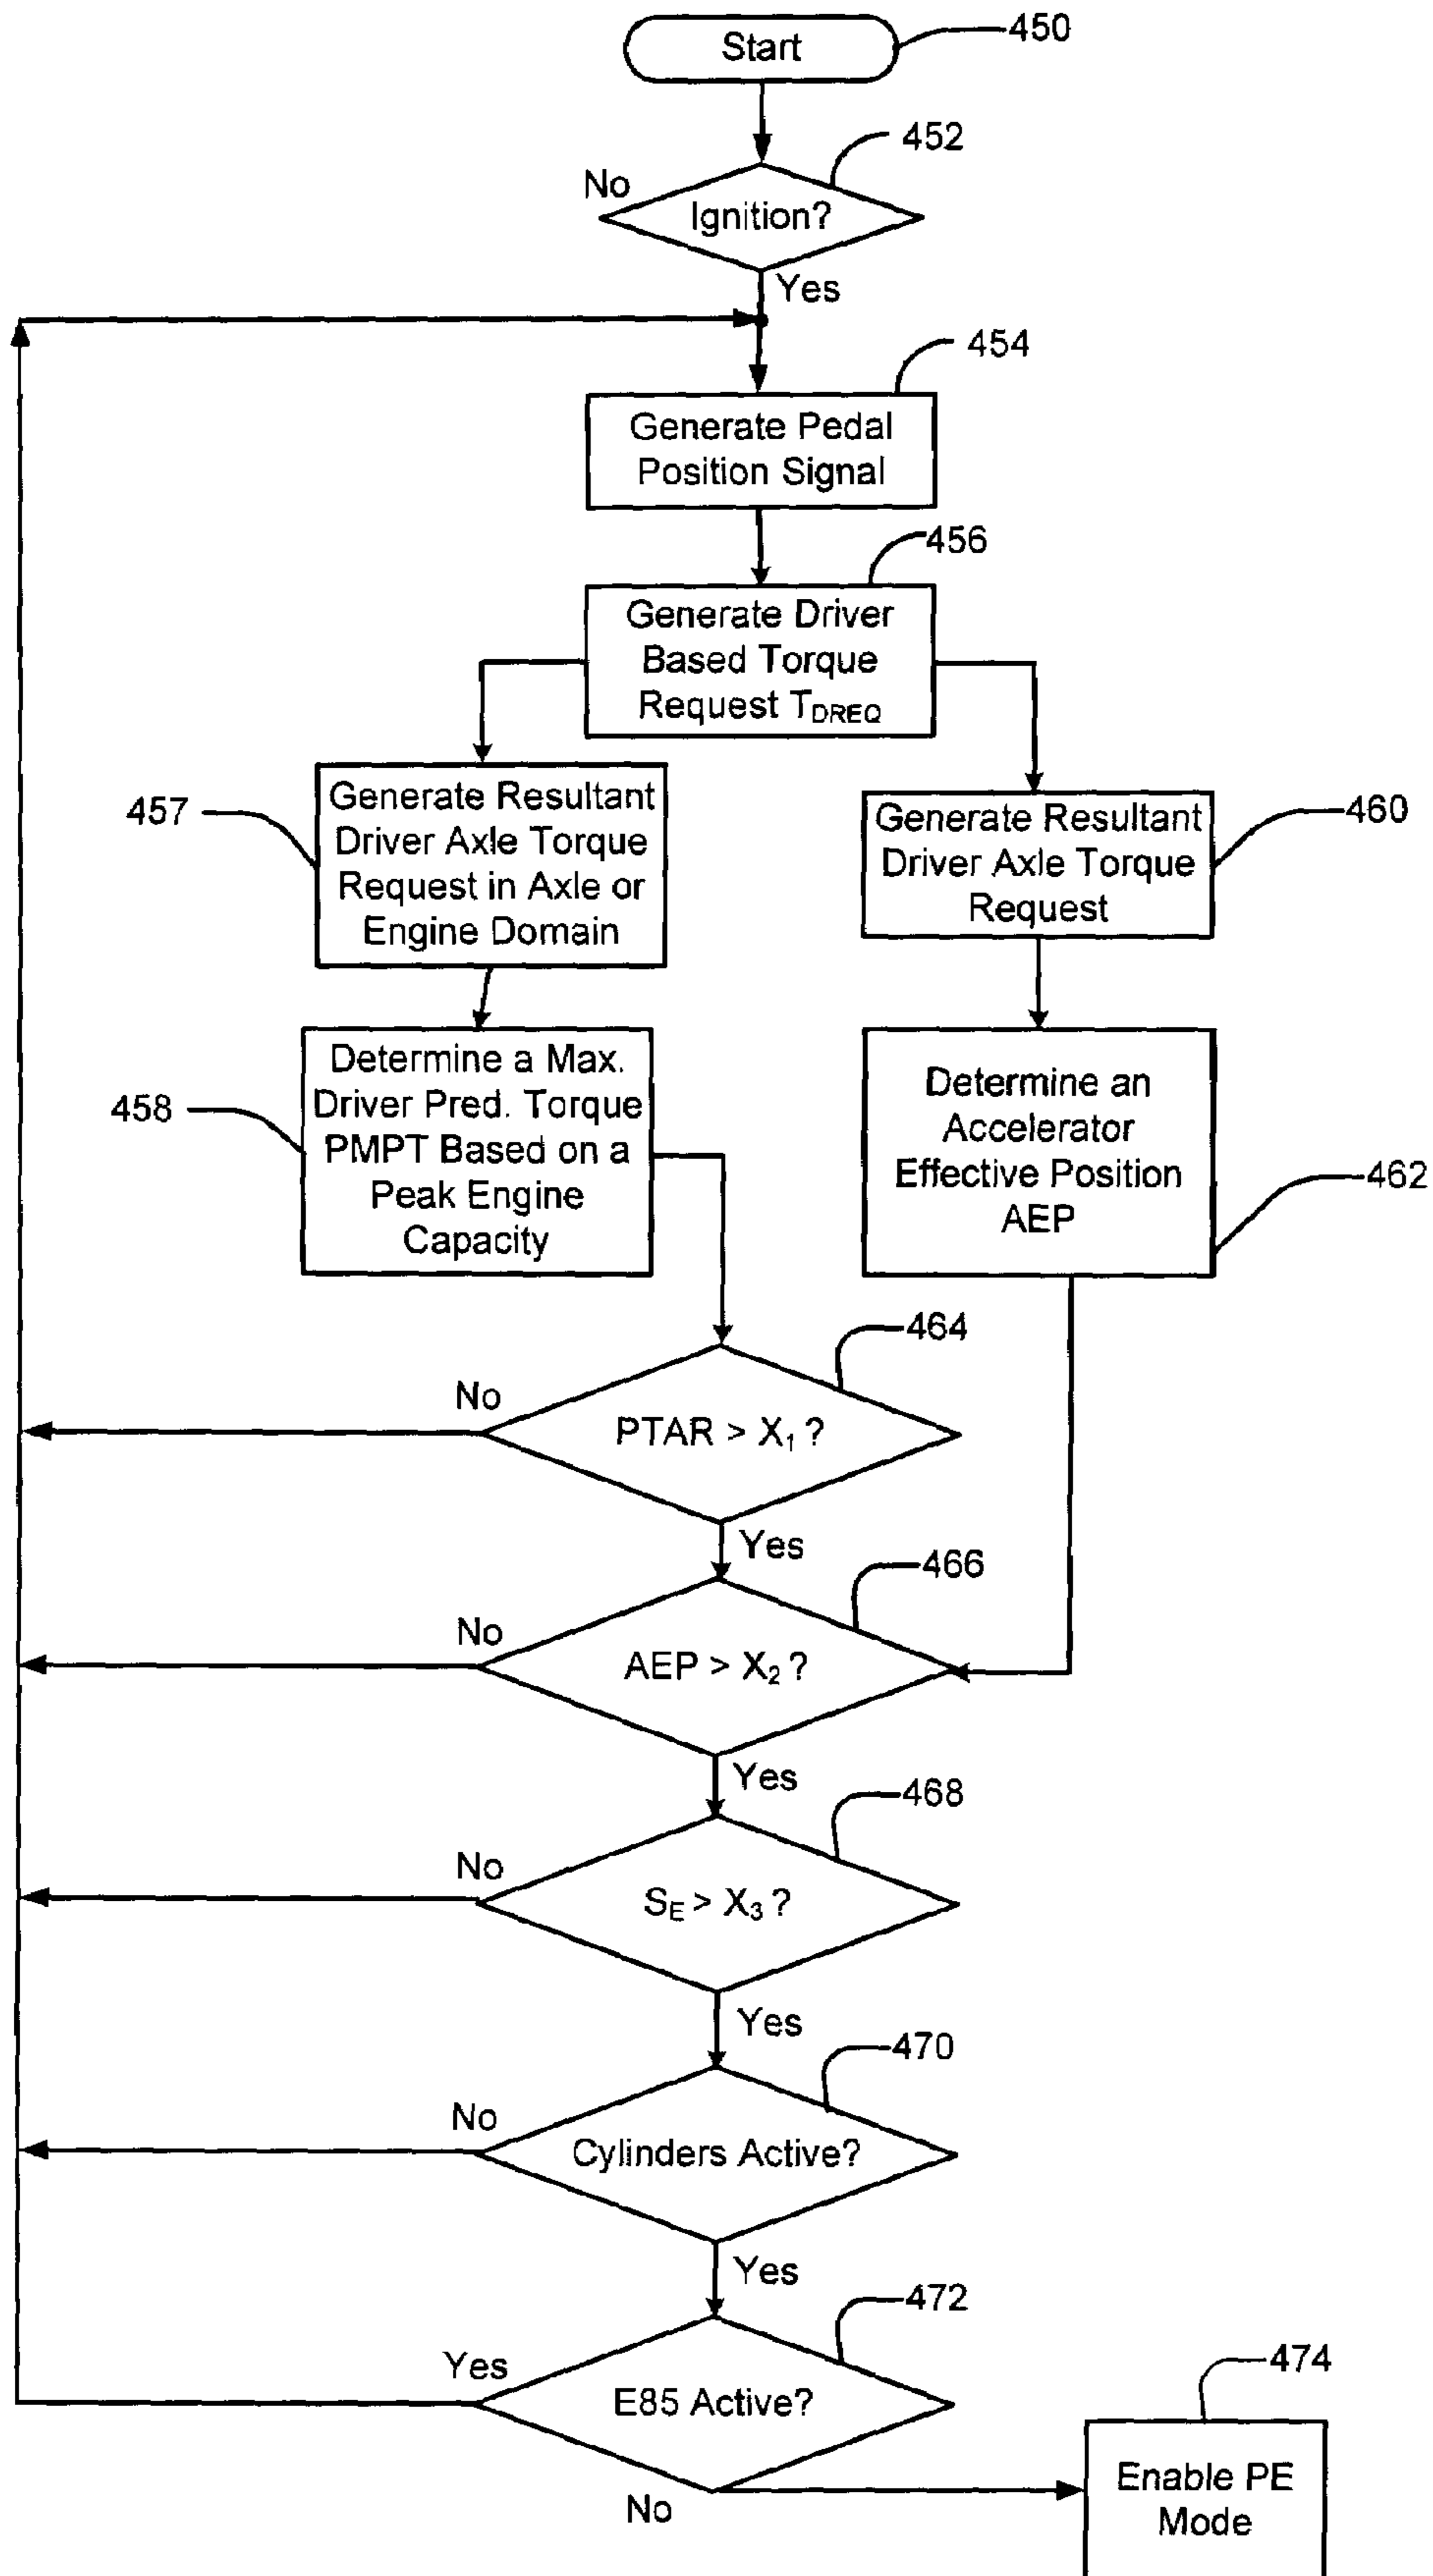 Start
450
452
No
Ignition?
Yes
454
Generate Pedal
Position Signal
456
Generate Driver
Based Torque
Request T_DREQ
457
Generate Resultant
Driver Axle Torque
Request in Axle or
Engine Domain
Generate Resultant
Driver Axle Torque
Request
460
458
Determine a Max.
Driver Pred. Torque
PMPT Based on a
Peak Engine
Capacity
Determine an
Accelerator
Effective Position
AEP
462
464
No
PTAR > X₁ ?
Yes
466
No
AEP > X₂ ?
Yes
468
No
S_E > X₃ ?
Yes
470
No
Cylinders Active?
Yes
472
Yes
E85 Active?
No
474
Enable PE
Mode